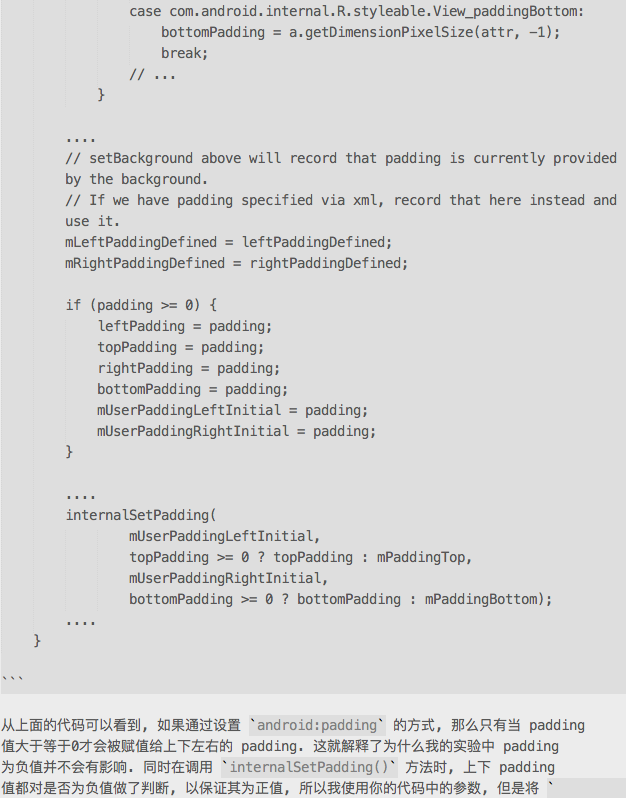 case com.android.internal.R.styleable.View_paddingBottom:
bottomPadding = a.getDimensionPixelSize(attr, -1);
break;
// ...
}
....
// setBackground above will record that padding is currently provided
by the background.
// If we have padding specified via xml, record that here instead and
use it.
mLeftPaddingDefined = leftPaddingDefined;
mRightPaddingDefined = rightPaddingDefined;
if (padding >= 0) {
leftPadding = padding;
topPadding = padding;
rightPadding = padding;
bottomPadding = padding;
mUserPaddingLeftInitial = padding;
mUserPaddingRightInitial = padding;
}
....
internalSetPadding(
mUserPaddingLeftInitial,
topPadding >= 0 ? topPadding : mPaddingTop,
mUserPaddingRightInitial,
bottomPadding >= 0 ? bottomPadding : mPaddingBottom);
....
}
```
从上面的代码可以看到, 如果通过设置 `android:padding` 的方式, 那么只有当 padding
值大于等于0才会被赋值给上下左右的 padding. 这就解释了为什么我的实验中 padding
为负值并不会有影响. 同时在调用 `internalSetPadding()` 方法时, 上下 padding
值都对是否为负值做了判断, 以保证其为正值, 所以我使用你的代码中的参数, 但是将 `